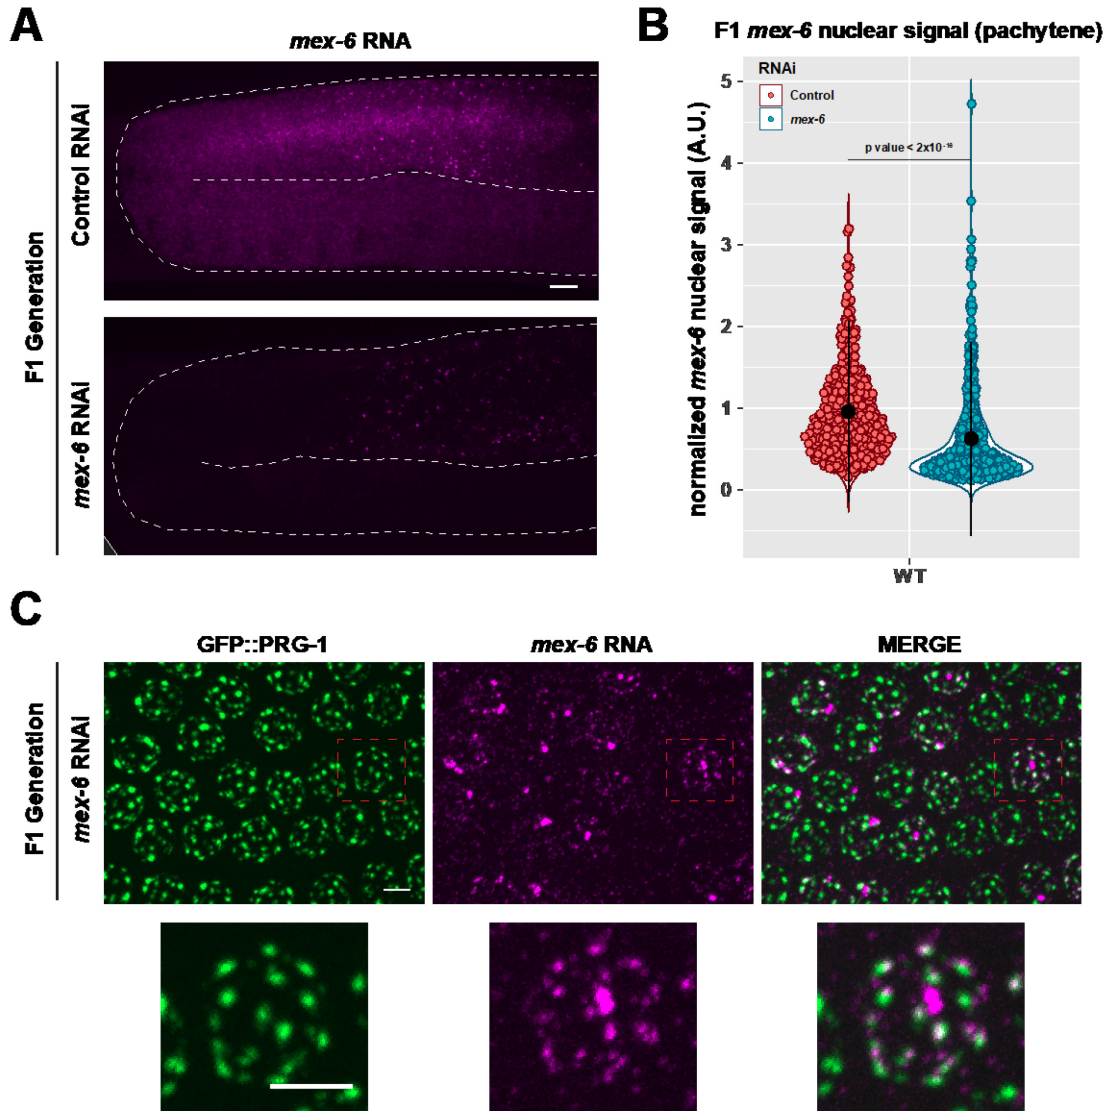 A
mex-6 RNA
F1 Generation
Control RNAi
mex-6 RNAi
B
F1 mex-6 nuclear signal (pachytene)
normalized mex-6 nuclear signal (A.U.)
RNAi
Control
mex-6
p value < 2x10⁻¹⁶
5
4
3
2
1
0
WT
C
GFP::PRG-1
mex-6 RNA
MERGE
F1 Generation
mex-6 RNAi